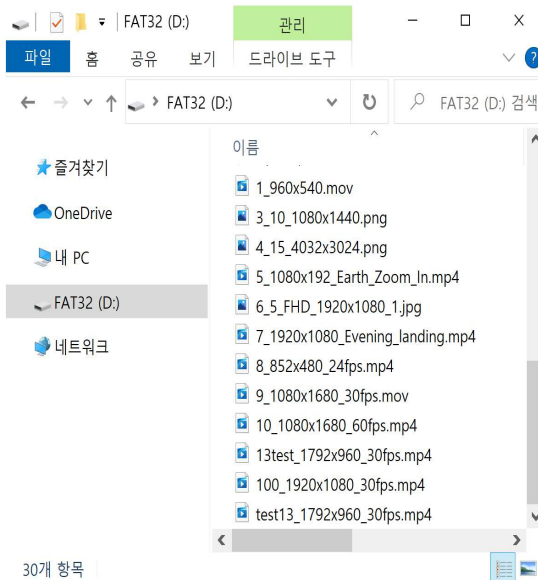 FAT32 (D:)
관리
파일
홈
공유
보기
드라이브 도구
?
FAT32 (D:)
FAT32 (D:) 검색
이름
즐겨찾기
OneDrive
내 PC
FAT32 (D:)
네트워크
1_960x540.mov
3_10_1080x1440.png
4_15_4032x3024.png
5_1080x192_Earth_Zoom_In.mp4
6_5_FHD_1920x1080_1.jpg
7_1920x1080_Evening_landing.mp4
8_852x480_24fps.mp4
9_1080x1680_30fps.mov
10_1080x1680_60fps.mp4
13test_1792x960_30fps.mp4
100_1920x1080_30fps.mp4
test13_1792x960_30fps.mp4
30개 항목